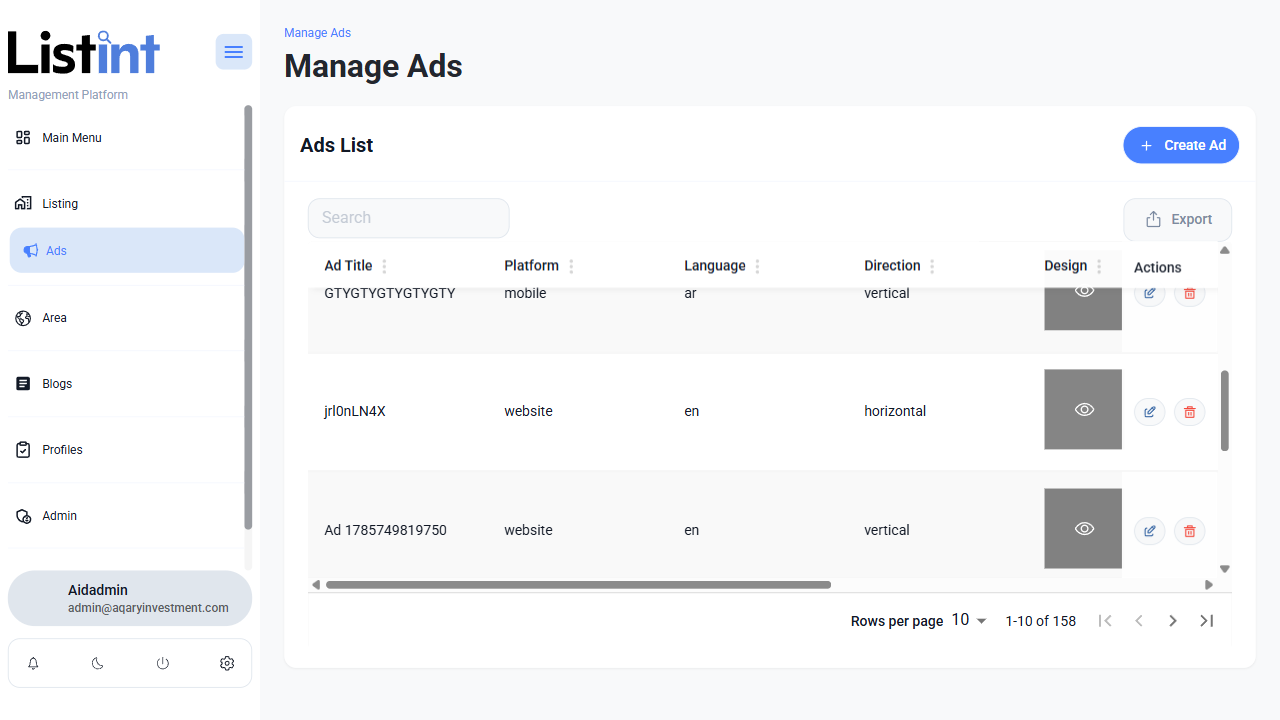 Listint
Management Platform
Main Menu
Listing
Ads
Area
Blogs
Profiles
Admin
Aidadmin
admin@aqaryinvestment.com
Manage Ads
Manage Ads
Ads List
Create Ad
Search
Export
Ad Title Platform Language Direction Design Actions
GTYGTYGTYGTYGTY mobile ar vertical
jrl0nLN4X website en horizontal
Ad 1785749819750 website en vertical
Rows per page 10 1-10 of 158